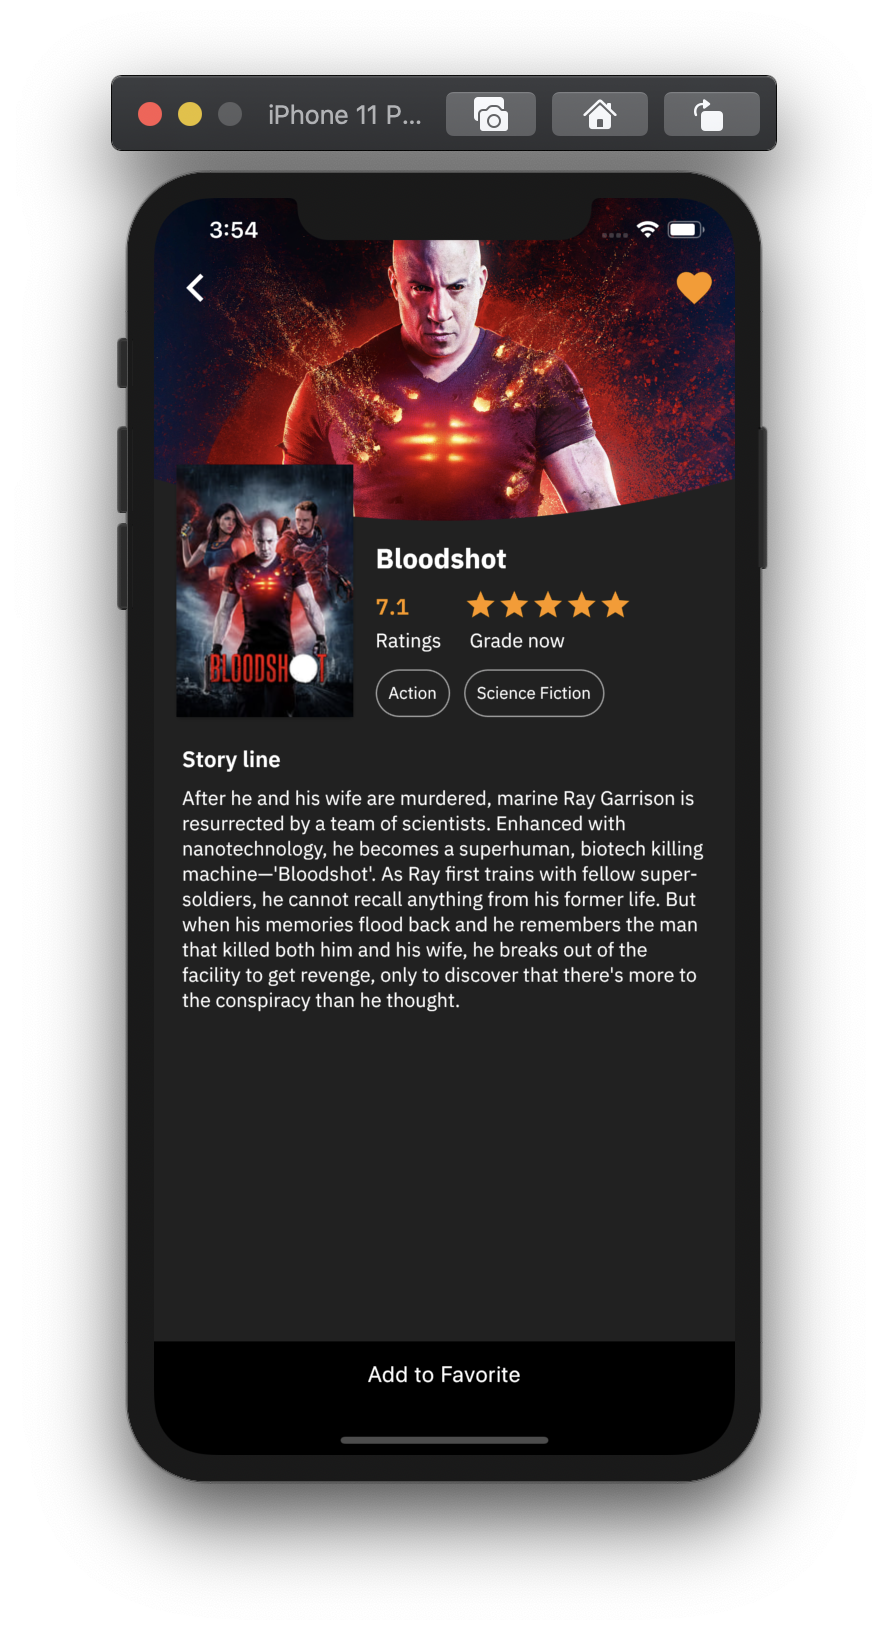 iPhone 11 P...
3:54
BLOODSHOT
Bloodshot
7.1
Ratings
Grade now
Action
Science Fiction
Story line
After he and his wife are murdered, marine Ray Garrison is
resurrected by a team of scientists. Enhanced with
nanotechnology, he becomes a superhuman, biotech killing
machine—'Bloodshot'. As Ray first trains with fellow super-
soldiers, he cannot recall anything from his former life. But
when his memories flood back and he remembers the man
that killed both him and his wife, he breaks out of the
facility to get revenge, only to discover that there's more to
the conspiracy than he thought.
Add to Favorite